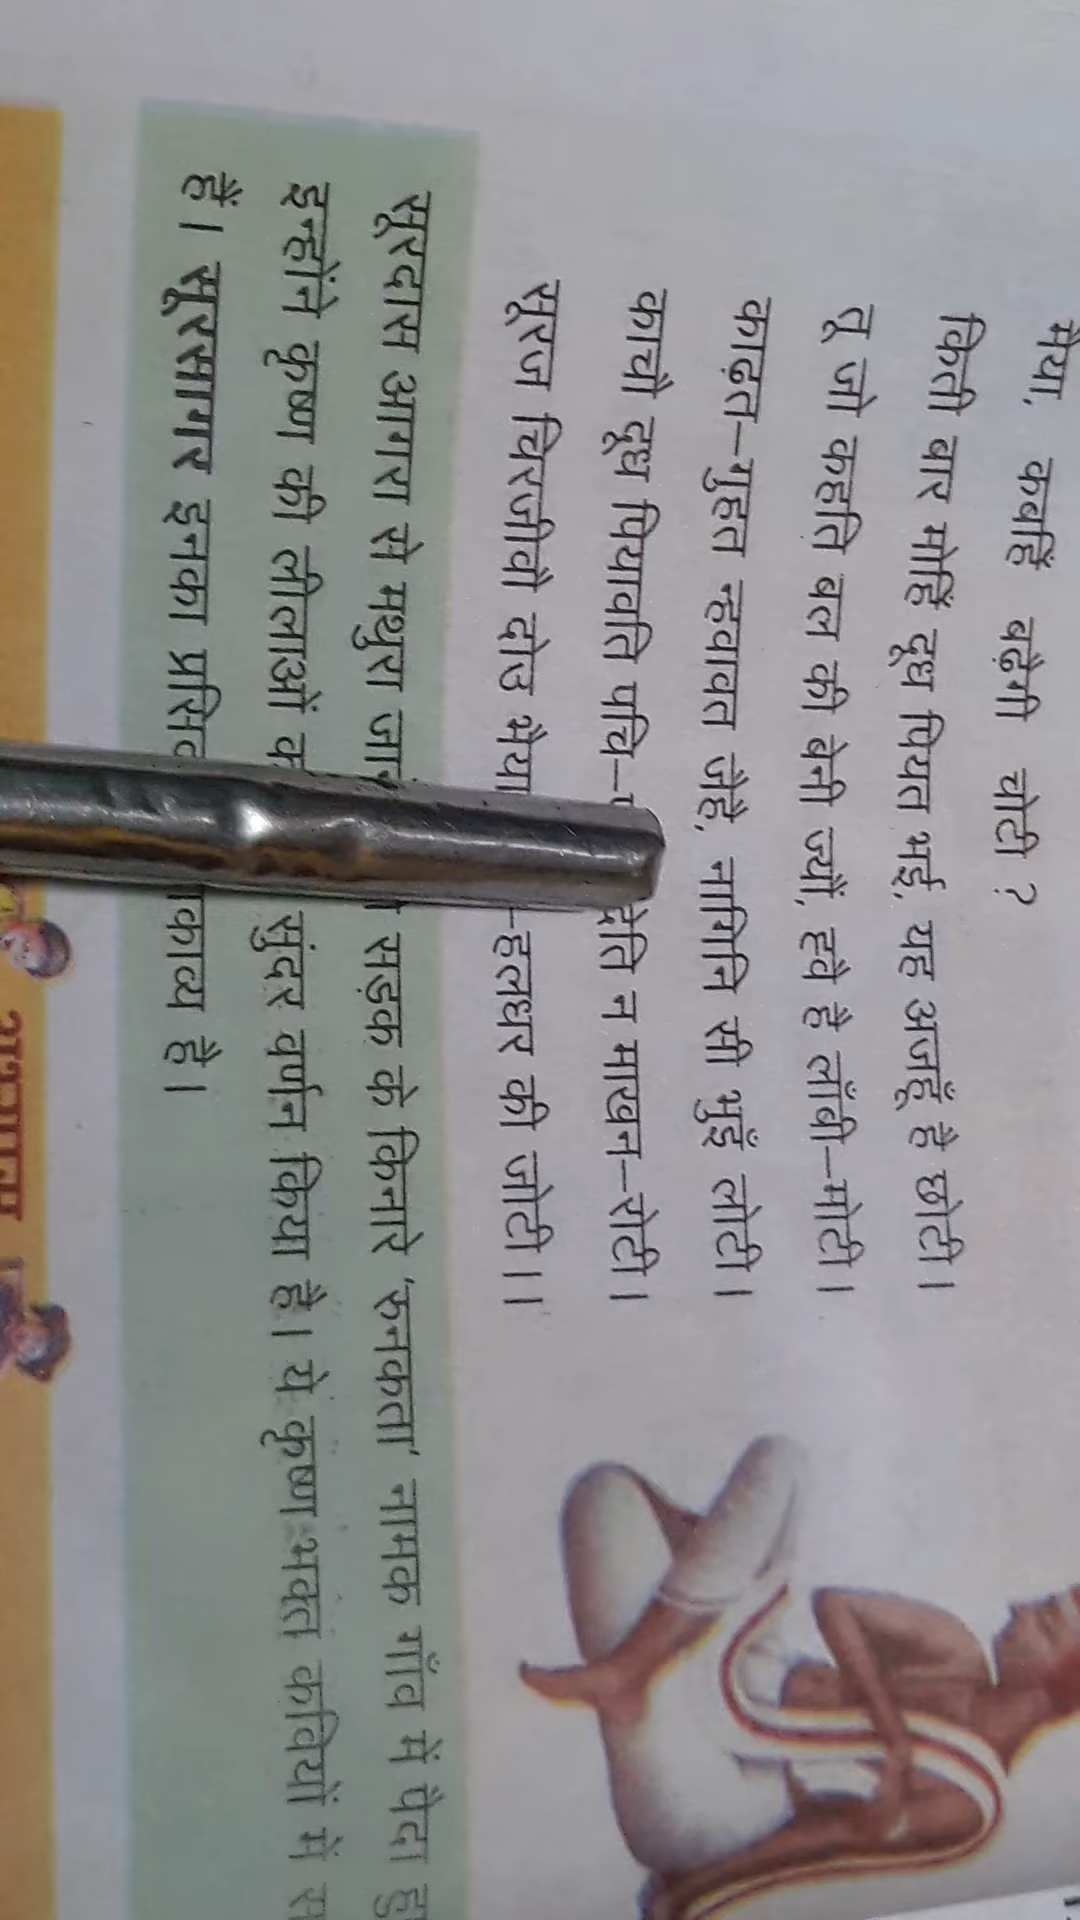 मैया, कबहिं बढ़ैगी चोटी ?
किती बार मोहिं दूध पियत भई, यह अजहूँ है छोटी।
तू जो कहति बल की बेनी ज्यौं, ह्वै है लाँबी–मोटी।
काढ़त–गुहत न्हवावत जैहै, नागिनि सी भुइँ लोटी।
काचौ दूध पियावति पचि– देति न माखन–रोटी।
सूरज चिरजीवौ दोउ भैया –हलधर की जोटी।।
सूरदास आगरा से मथुरा सड़क के किनारे 'रुनकता' नामक गाँव में पैदा
इन्होंने कृष्ण की लीलाओं सुंदर वर्णन किया है। ये कृष्ण-भक्त कवियों में
हैं। सूरसागर इनका है।